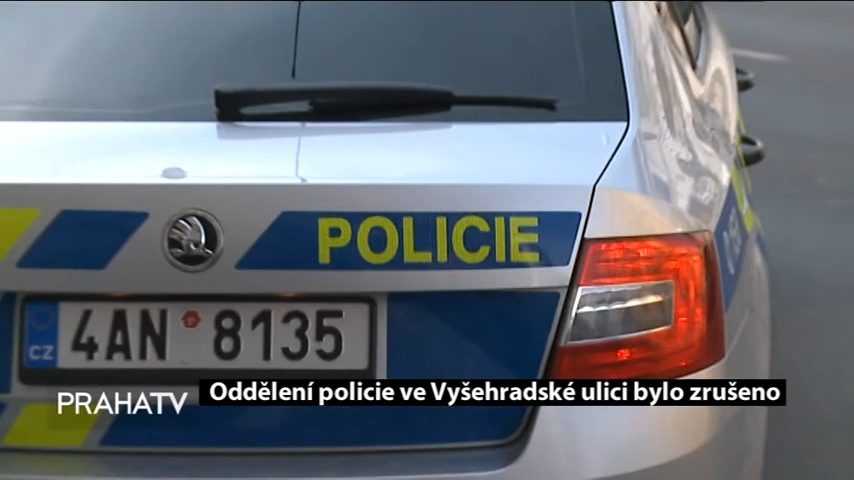 POLICIE
CZ 4AN 8135
PRAHATV
Oddělení policie ve Vyšehradské ulici bylo zrušeno